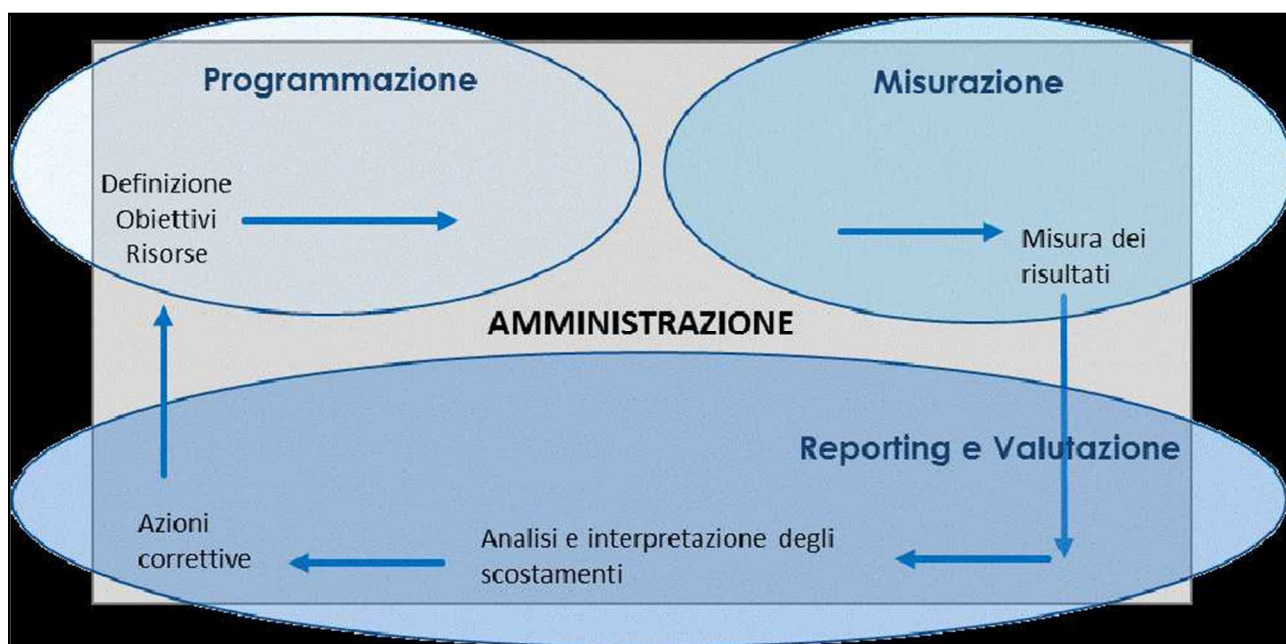 Programmazione
Misurazione
Definizione
Obiettivi
Risorse
Misura dei
risultati
AMMINISTRAZIONE
Reporting e Valutazione
Azioni
correttive
Analisi e interpretazione degli
scostamenti